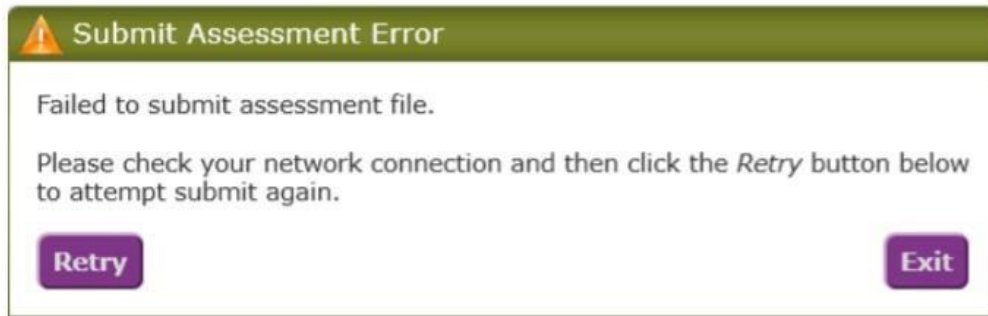 Submit Assessment Error
Failed to submit assessment file.
Please check your network connection and then click the Retry button below
to attempt submit again.
Retry
Exit